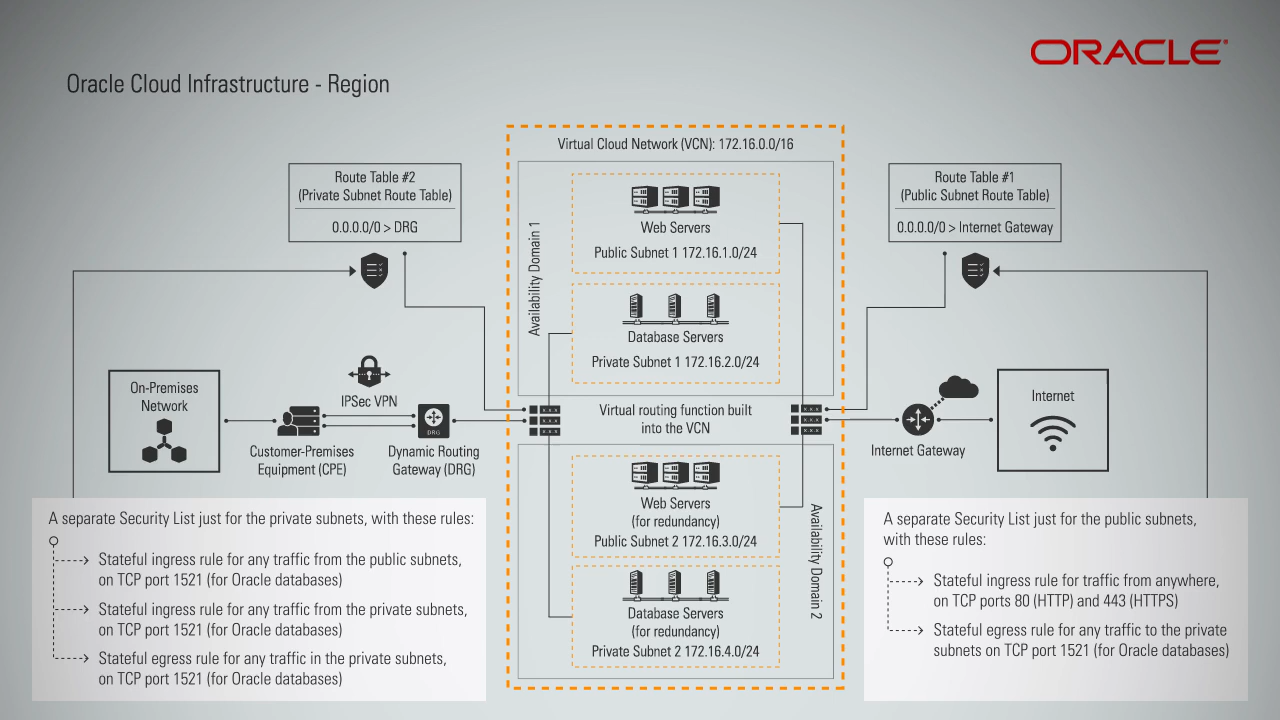 ORACLE
Oracle Cloud Infrastructure - Region
Virtual Cloud Network (VCN): 172.16.0.0/16
Route Table #2
(Private Subnet Route Table)
0.0.0.0/0 > DRG
Route Table #1
(Public Subnet Route Table)
0.0.0.0/0 > Internet Gateway
Availability Domain 1
Web Servers
Public Subnet 1 172.16.1.0/24
Database Servers
Private Subnet 1 172.16.2.0/24
On-Premises
Network
IPSec VPN
Customer-Premises
Equipment (CPE)
DRG
Dynamic Routing
Gateway (DRG)
X.X.X
X.X.X
X.X.X
Virtual routing function built
into the VCN
X.X.X
X.X.X
X.X.X
Internet Gateway
Internet
Web Servers
(for redundancy)
Public Subnet 2 172.16.3.0/24
Availability Domain 2
Database Servers
(for redundancy)
Private Subnet 2 172.16.4.0/24
A separate Security List just for the private subnets, with these rules:
Stateful ingress rule for any traffic from the public subnets,
on TCP port 1521 (for Oracle databases)
Stateful ingress rule for any traffic from the private subnets,
on TCP port 1521 (for Oracle databases)
Stateful egress rule for any traffic in the private subnets,
on TCP port 1521 (for Oracle databases)
A separate Security List just for the public subnets,
with these rules:
Stateful ingress rule for traffic from anywhere,
on TCP ports 80 (HTTP) and 443 (HTTPS)
Stateful egress rule for any traffic to the private
subnets on TCP port 1521 (for Oracle databases)